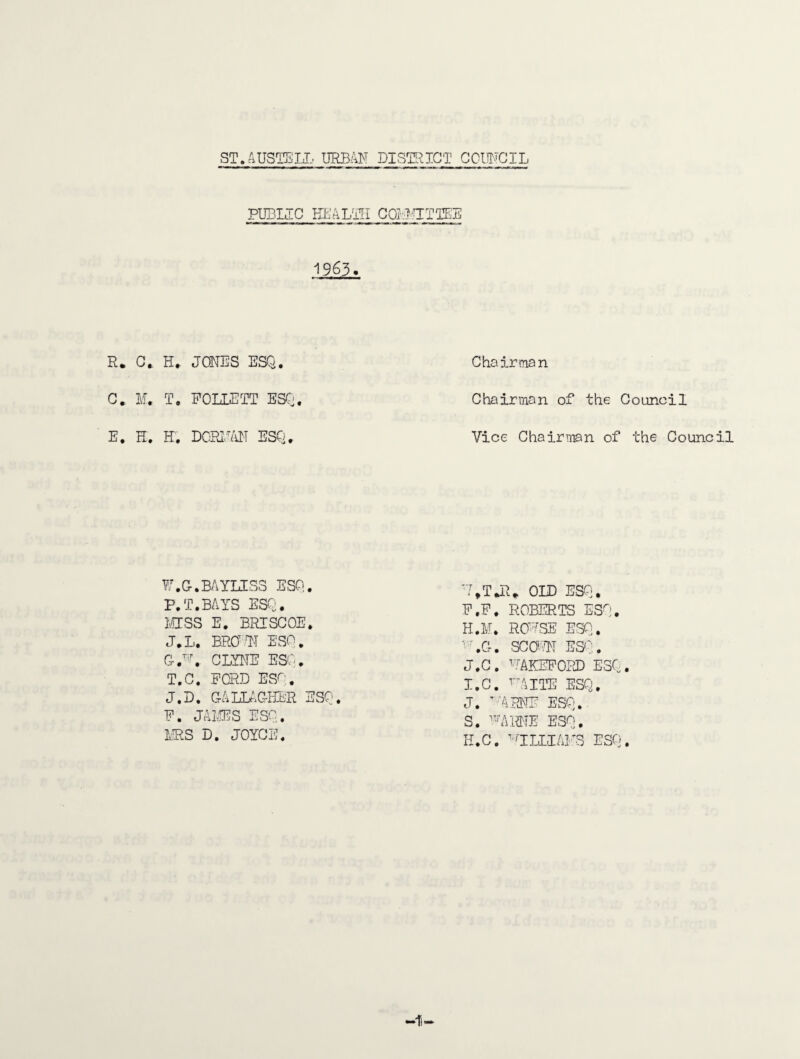 ST.AUSTELL URBAN DISTRICT COUNCIL
PUBLIC HEALTH COMMITTEE
1963.
R. C. H. JONES ESQ. Chairman
C. M. T. FOLLETT ESQ. Chairman of the Council
E. H. H. DORMAN ESQ. Vice Chairman of the Council
W.G.BAYLISS ESQ.
P.T.BAYS ESQ.
MISS E. BRISCOE.
J.L. BROWN ESQ.
G.W. CLYNE ESQ.
T.C. FORD ESQ.
J.D. GALLAGHER ESQ.
F. JAMES ESQ.
MRS D. JOYCE.
W.T.R. OLD ESQ.
F.F. ROBERTS ESQ.
H.M. ROWSE ESQ.
W.G. SCOWN ESQ.
J.C. WAKEFORD ESQ.
I.C. WAITE ESQ.
J. WARNE ESQ.
S. WARNE ESQ.
H.C. WILLIAMS ESQ.
-1-